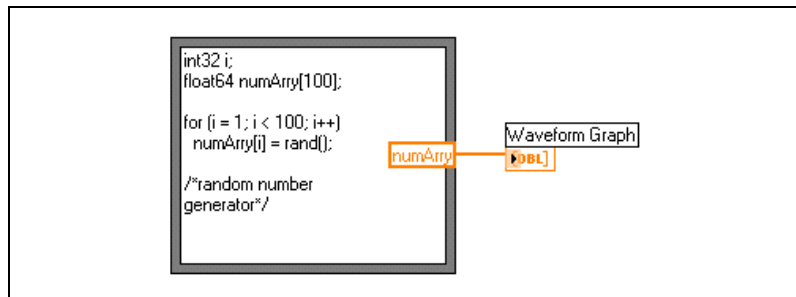 int32 i;
float64 numArry[100];
for (i = 1; i < 100; i++)
numArry[i] = rand();
/*random number
generator*/
numArry
Waveform Graph
DBL]